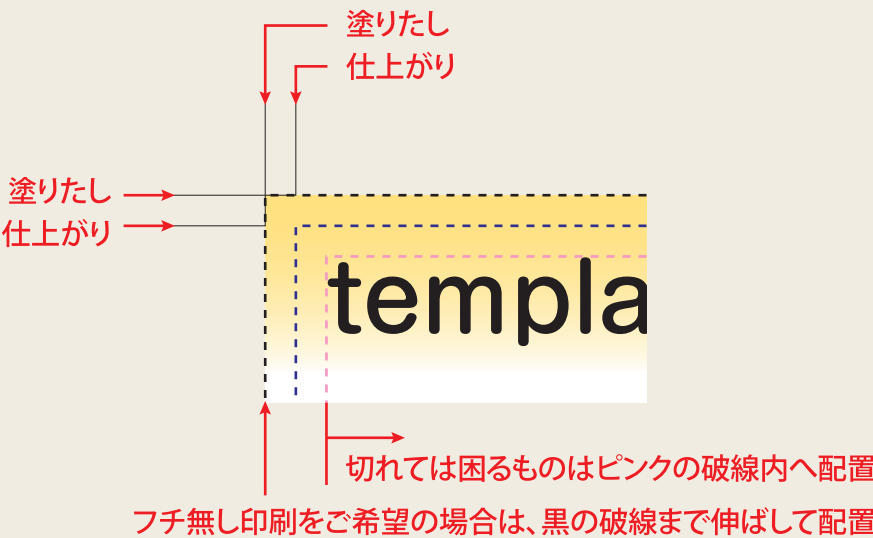 塗りたし
仕上がり
塗りたし
仕上がり
templa
切れては困るものはピンクの破線内へ配置
フチ無し印刷をご希望の場合は、黒の破線まで伸ばして配置